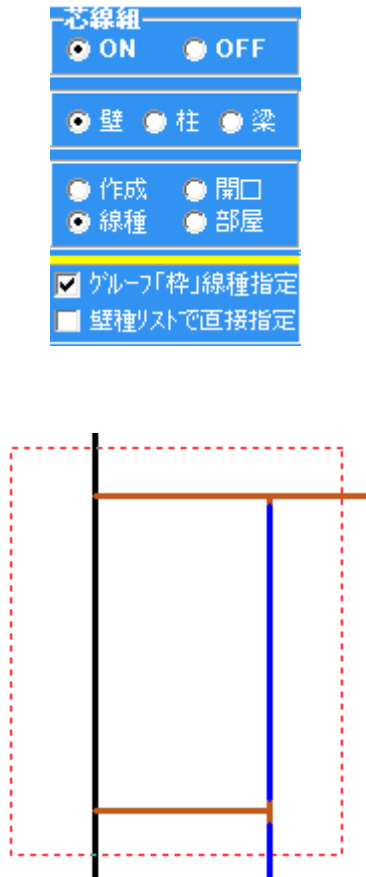 芯線組
ON OFF
壁 柱 梁
作成 開口
線種 部屋
グループ「枠」線種指定
壁種リストで直接指定